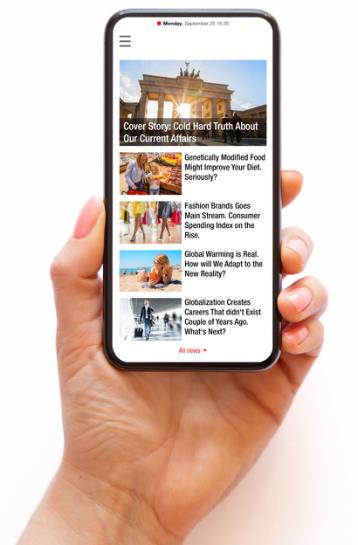 Monday, September 25 15:30
Cover Story: Cold Hard Truth About
Our Current Affairs
Genetically Modified Food
Might Improve Your Diet.
Seriously?
Fashion Brands Goes
Main Stream. Consumer
Spending Index on the
Rise.
Global Warming is Real.
How will We Adapt to the
New Reality?
Globalization Creates
Careers That didn't Exist
Couple of Years Ago.
What's Next?
All news